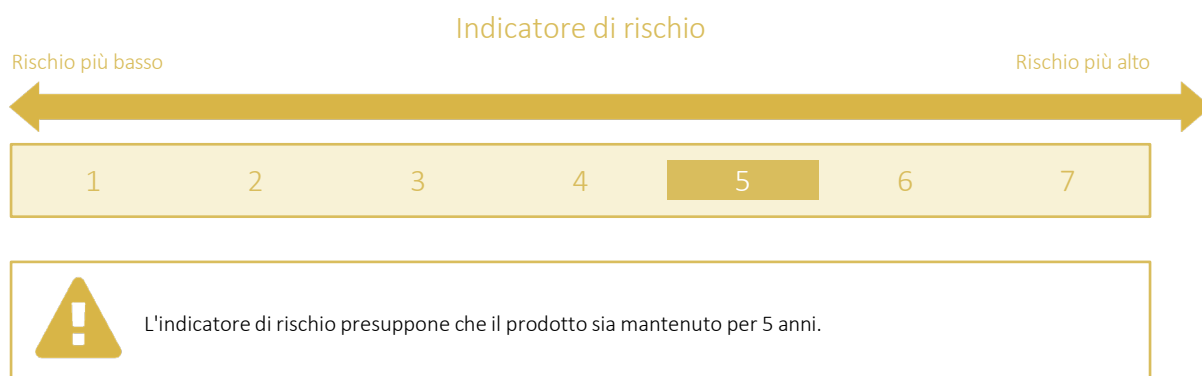 Indicatore di rischio
Rischio più basso
Rischio più alto
1 2 3 4 5 6 7
L'indicatore di rischio presuppone che il prodotto sia mantenuto per 5 anni.